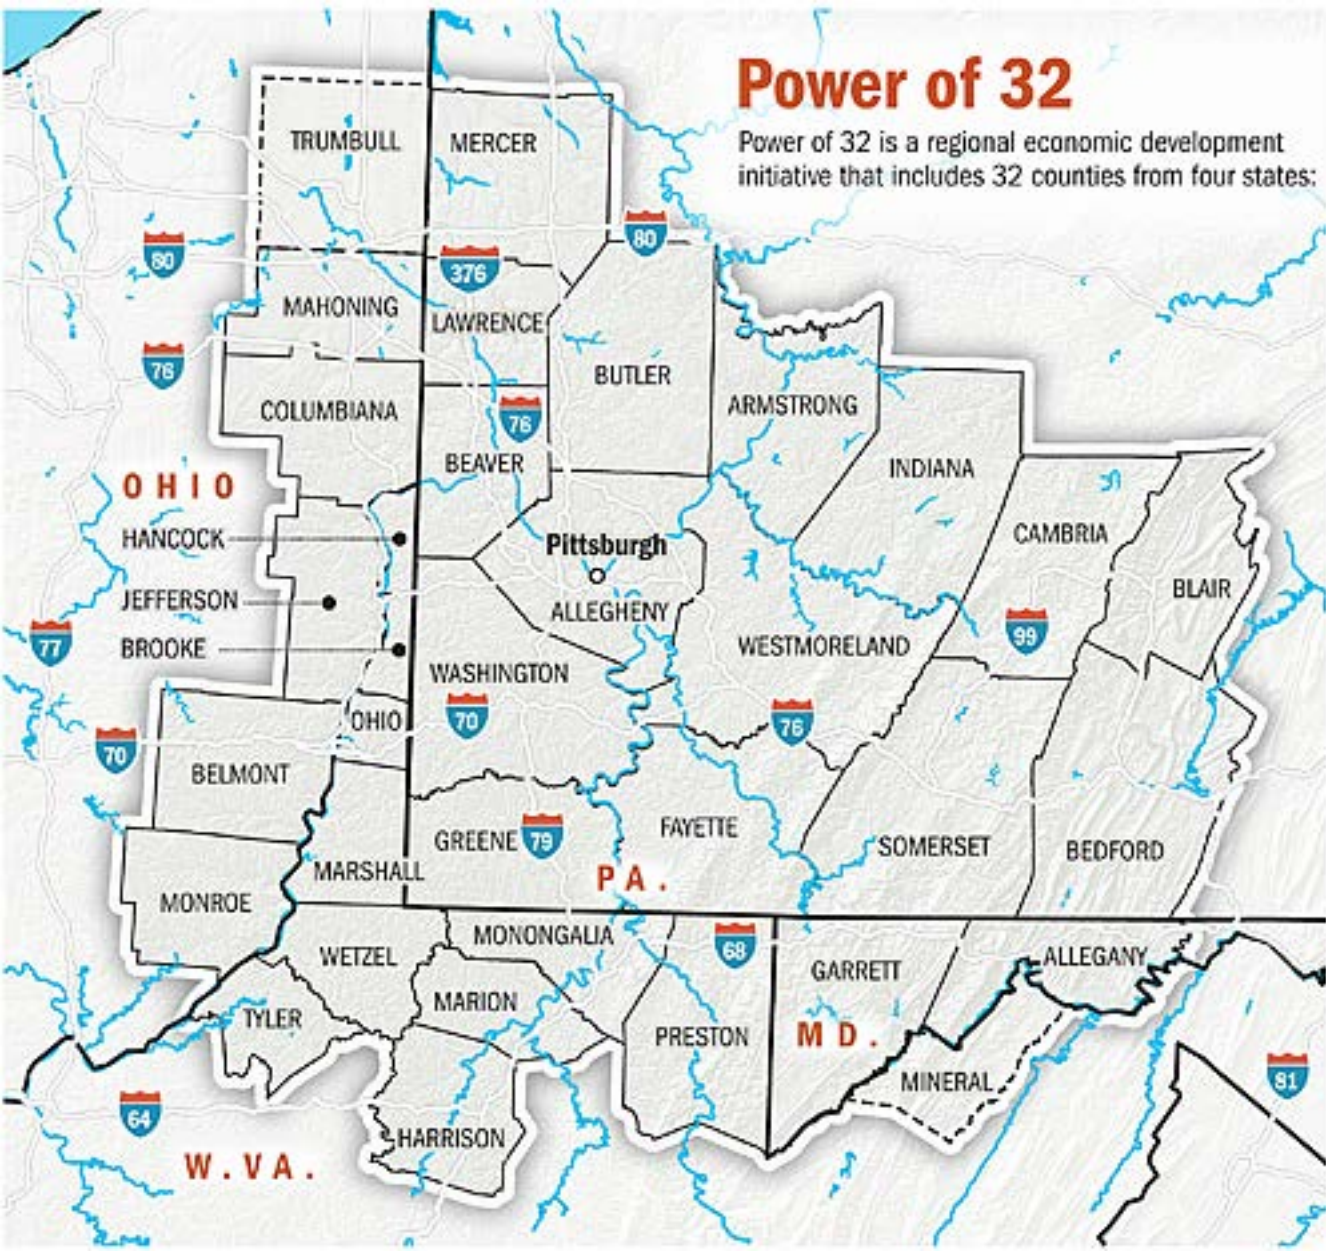 Power of 32
Power of 32 is a regional economic development
initiative that includes 32 counties from four states:
TRUMBULL
MERCER
80
80
376
MAHONING
LAWRENCE
76
BUTLER
COLUMBIANA
76
ARMSTRONG
BEAVER
INDIANA
OHIO
HANCOCK
Pittsburgh
CAMBRIA
JEFFERSON
ALLEGHENY
BLAIR
77
BROOKE
99
WESTMORELAND
WASHINGTON
70
OHIO
70
76
BELMONT
GREENE
79
FAYETTE
SOMERSET
BEDFORD
MARSHALL
PA.
MONROE
MONONGALIA
68
WETZEL
GARRETT
ALLEGANY
MARION
TYLER
PRESTON
MD.
MINERAL
81
64
HARRISON
W.VA.